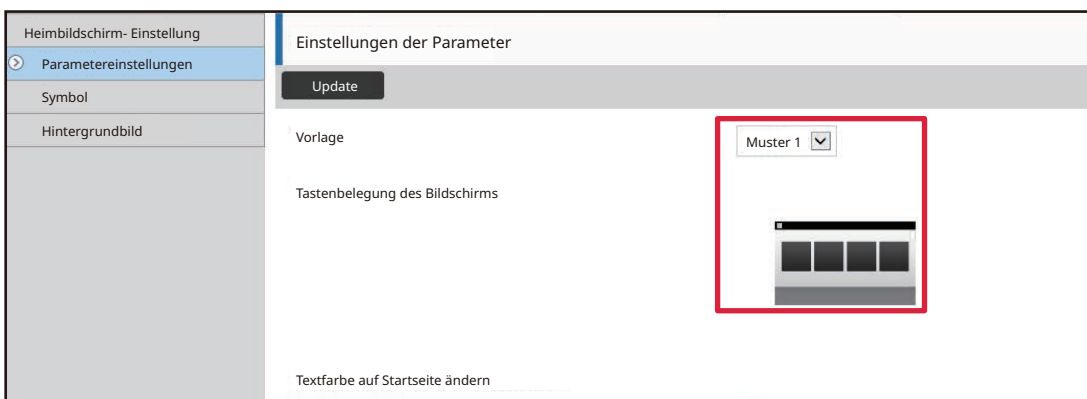 Heimbildschirm- Einstellung
Parametereinstellungen
Symbol
Hintergrundbild
Einstellungen der Parameter
Update
Vorlage
Muster 1
Tastenbelegung des Bildschirms
Textfarbe auf Startseite ändern